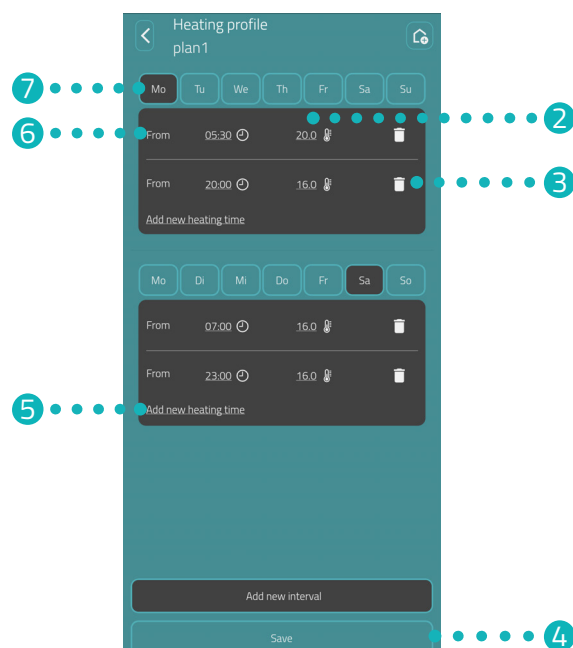 Heating profile
plan1
7 Mo Tu We Th Fr Sa Su
2
6 From 05:30 20.0
3
From 20:00 16.0
Add new heating time
Mo Di Mi Do Fr Sa So
From 07:00 16.0
From 23:00 16.0
5 Add new heating time
Add new interval
Save 4